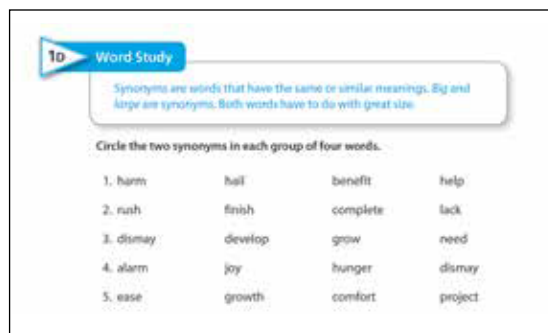 1D Word Study
Synonyms are words that have the same or similar meanings. Big and
large are synonyms. Both words have to do with great size.
Circle the two synonyms in each group of four words.
1. harm hail benefit help
2. rush finish complete lack
3. dismay develop grow need
4. alarm joy hunger dismay
5. ease growth comfort project